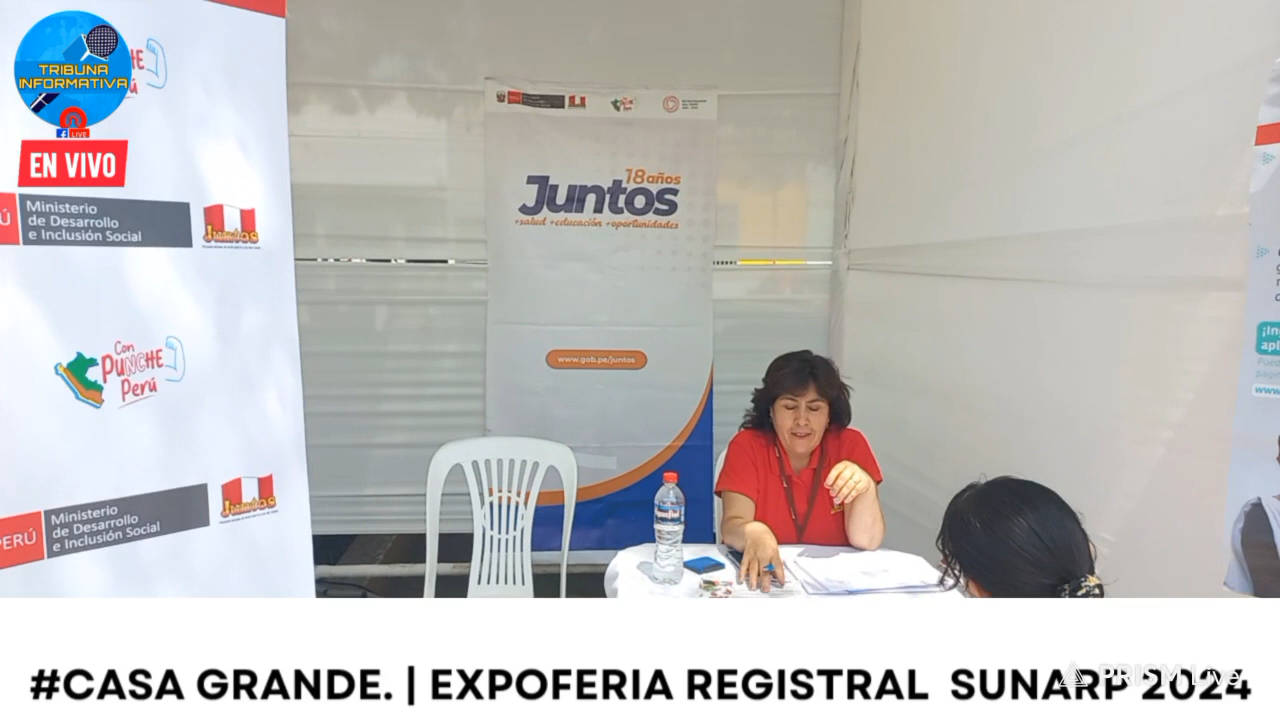 TRIBUNA
INFORMATIVA
LIVE
EN VIVO
Ministerio
de Desarrollo
e Inclusión Social
Juntos
Con
PUNCHE
Perú
PERÚ
Ministerio
de Desarrollo
e Inclusión Social
Juntos
18 años
Juntos
+salud +educación +oportunidades
www.gob.pe/juntos
#CASA GRANDE. | EXPOFERIA REGISTRAL SUNARP 2024
PRISM Live